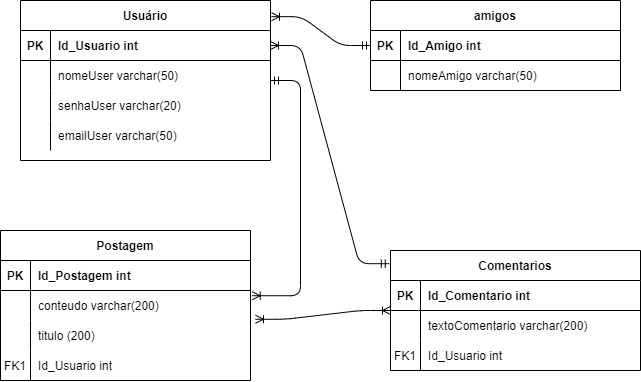 Usuário
PK Id_Usuario int
nomeUser varchar(50)
senhaUser varchar(20)
emailUser varchar(50)
amigos
PK Id_Amigo int
nomeAmigo varchar(50)
Postagem
PK Id_Postagem int
conteudo varchar(200)
titulo (200)
FK1 Id_Usuario int
Comentarios
PK Id_Comentario int
textoComentario varchar(200)
FK1 Id_Usuario int